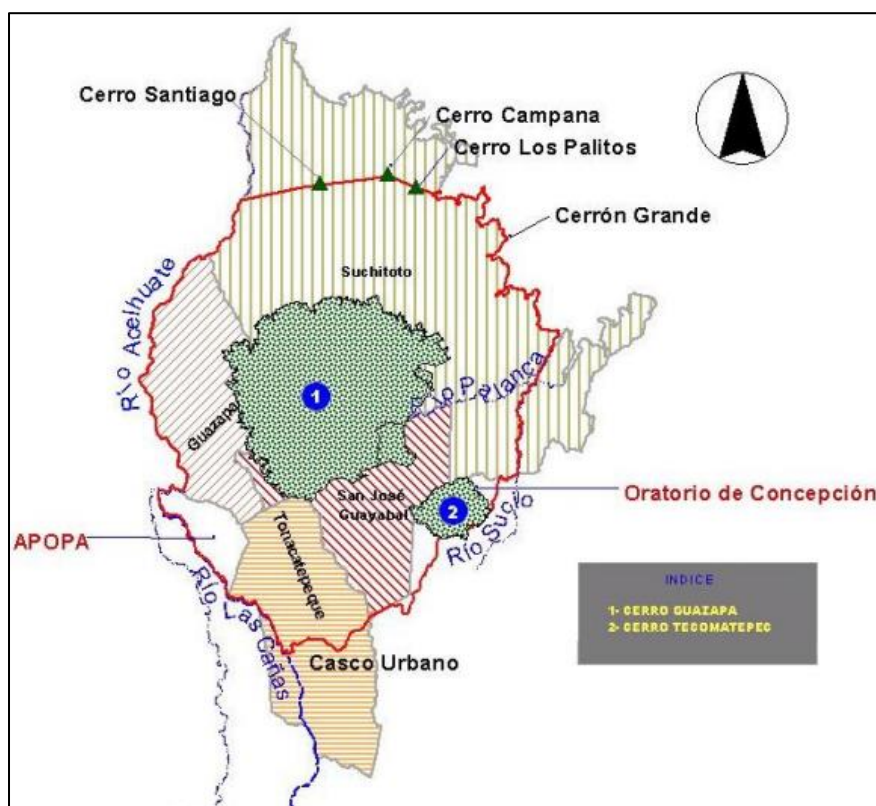 Cerro Santiago
Cerro Campana
Cerro Los Palitos
Cerrón Grande
Suchitoto
Río Acelhuate
1
Río P. Planca
Guazapa
San José
Guayabal
2
Oratorio de Concepción
Río Sucio
Tonacatepeque
APOPA
Río Las Cañas
Casco Urbano
INDICE
1- CERRO GUAZAPA
2- CERRO TECOMATEPEC